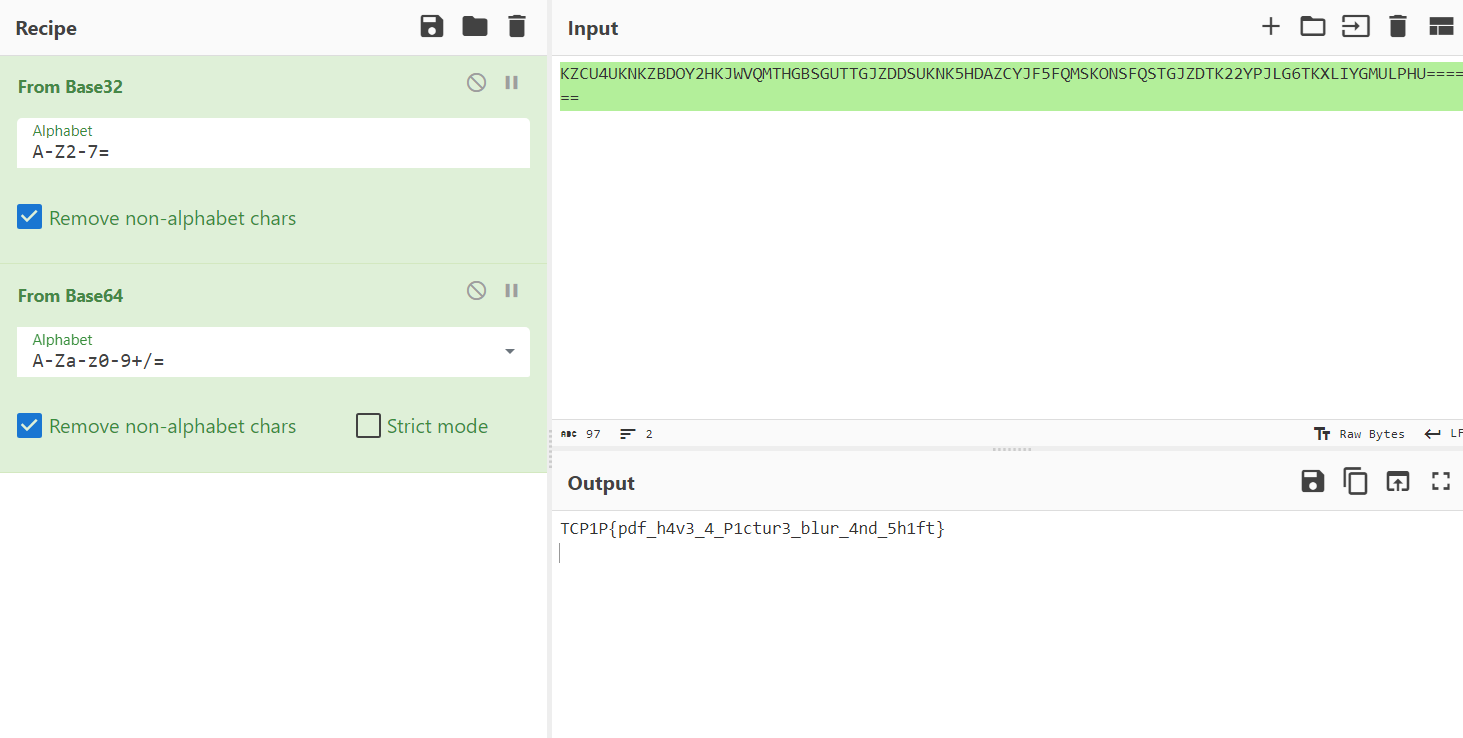 Recipe
From Base32
Alphabet
A-Z2-7=
Remove non-alphabet chars
From Base64
Alphabet
A-Za-z0-9+/=
Remove non-alphabet chars
Strict mode
Input
KZCU4UKNKZBDOY2HKJWVQMTHGBSGUTTGJZDDSUKNK5HDAZCYJF5FQMSKONSFQSTGJZDTK22YPJLG6TKXLIYGMULPHU====
==
ABC 97
2
Tт Raw Bytes
LF
Output
TCP1P{pdf_h4v3_4_P1ctur3_blur_4nd_5h1ft}